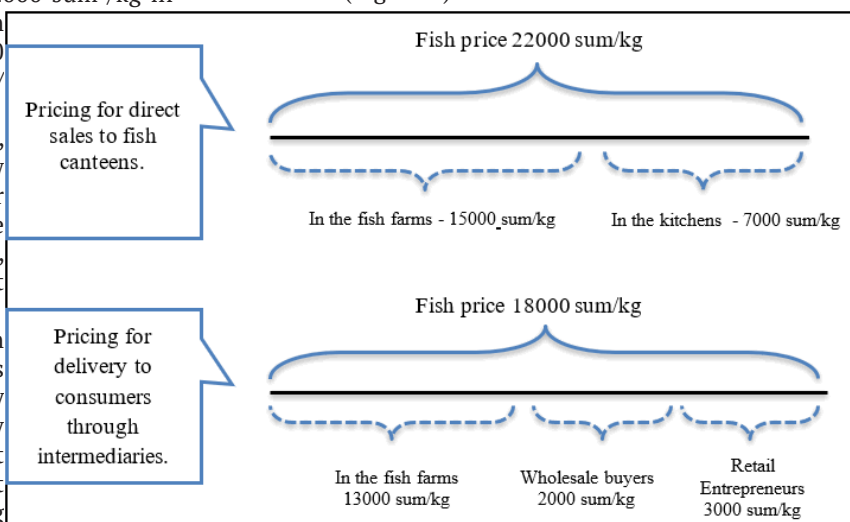 Fish price 22000 sum/kg
Pricing for direct
sales to fish
canteens.
In the fish farms - 15000 sum/kg
In the kitchens - 7000 sum/kg
Fish price 18000 sum/kg
Pricing for
delivery to
consumers
through
intermediaries.
In the fish farms
13000 sum/kg
Wholesale buyers
2000 sum/kg
Retail
Entrepreneurs
3000 sum/kg